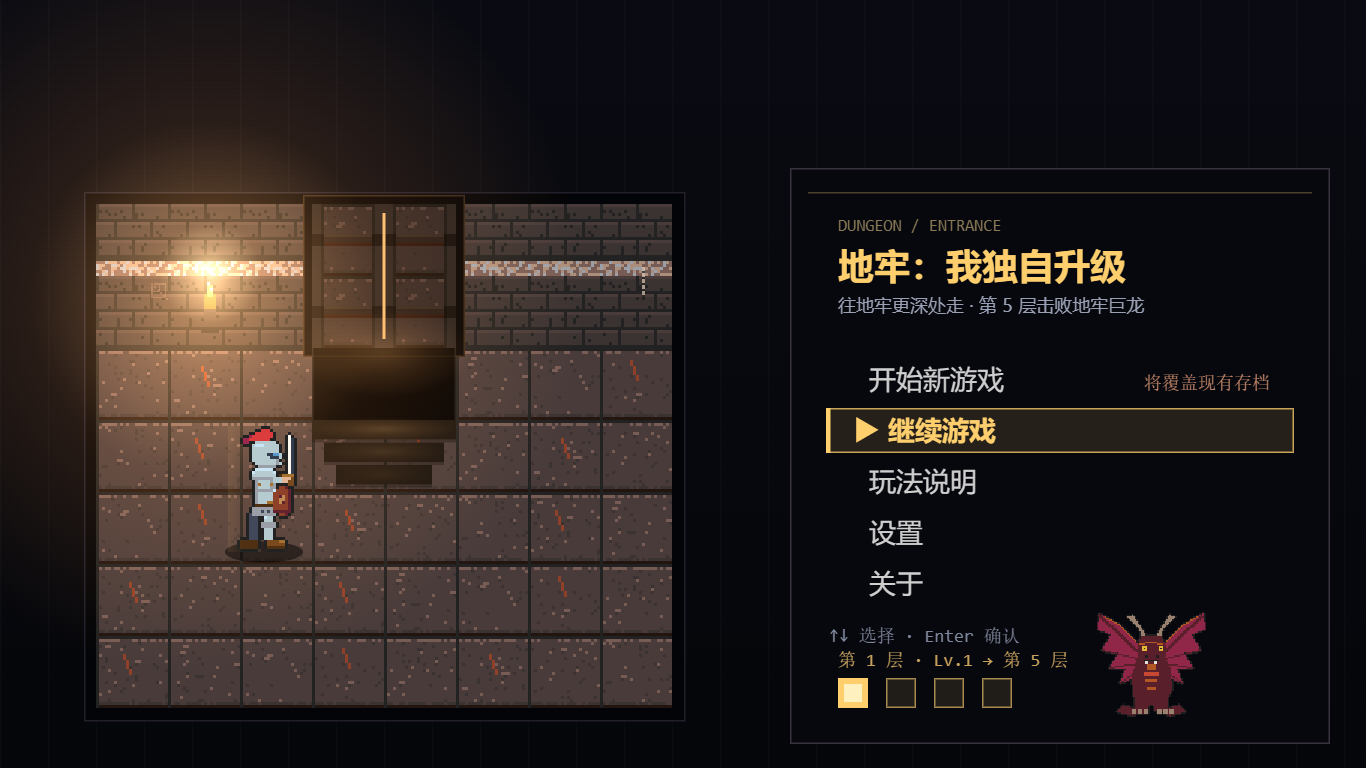 DUNGEON / ENTRANCE
地牢：我独自升级
往地牢更深处走 · 第 5 层击败地牢巨龙
开始新游戏 将覆盖现有存档
▶ 继续游戏
玩法说明
设置
关于
↑↓ 选择 · Enter 确认
第 1 层 · Lv.1 → 第 5 层